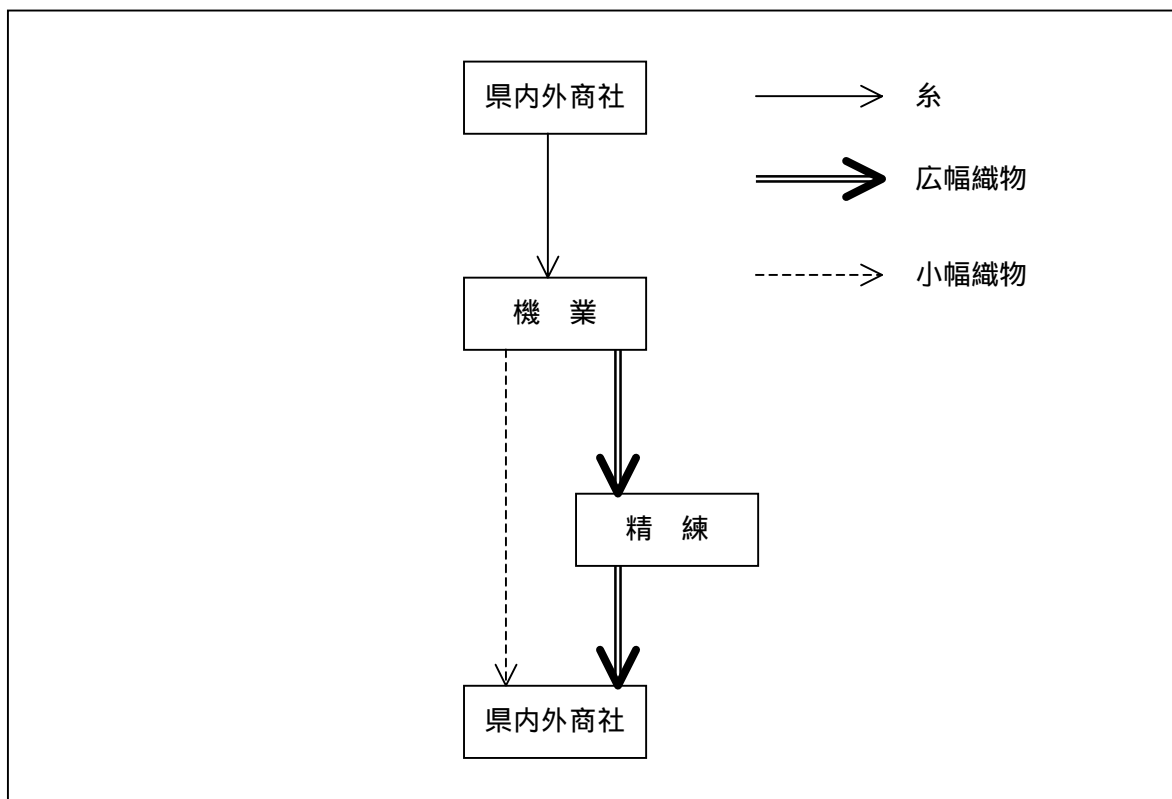 県内外商社
糸
広幅織物
小幅織物
機　業
精　練
県内外商社